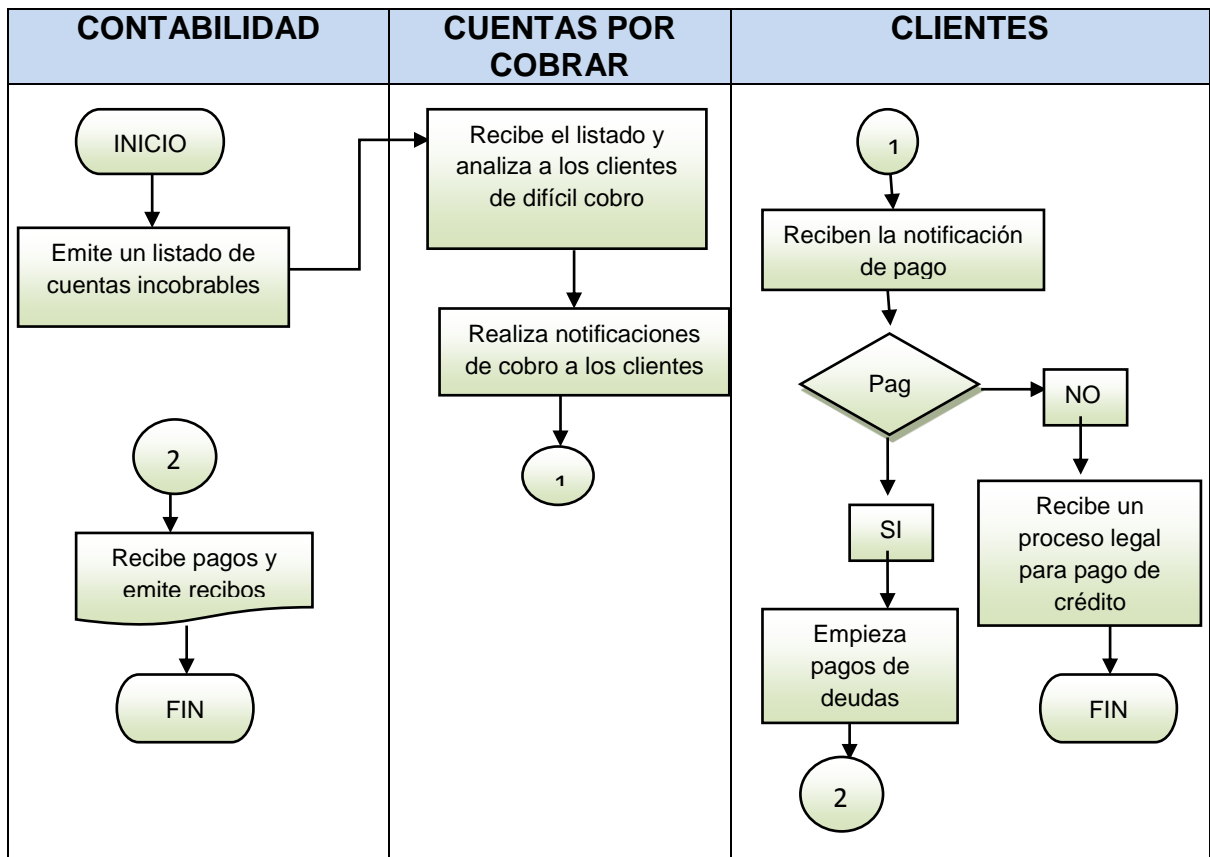 CONTABILIDAD
CUENTAS POR
COBRAR
CLIENTES
INICIO
Emite un listado de
cuentas incobrables
2
Recibe pagos y
emite recibos
FIN
Recibe el listado y
analiza a los clientes
de difícil cobro
Realiza notificaciones
de cobro a los clientes
1
1
Reciben la notificación
de pago
Pag
NO
SI
Recibe un
proceso legal
para pago de
crédito
Empieza
pagos de
deudas
FIN
2